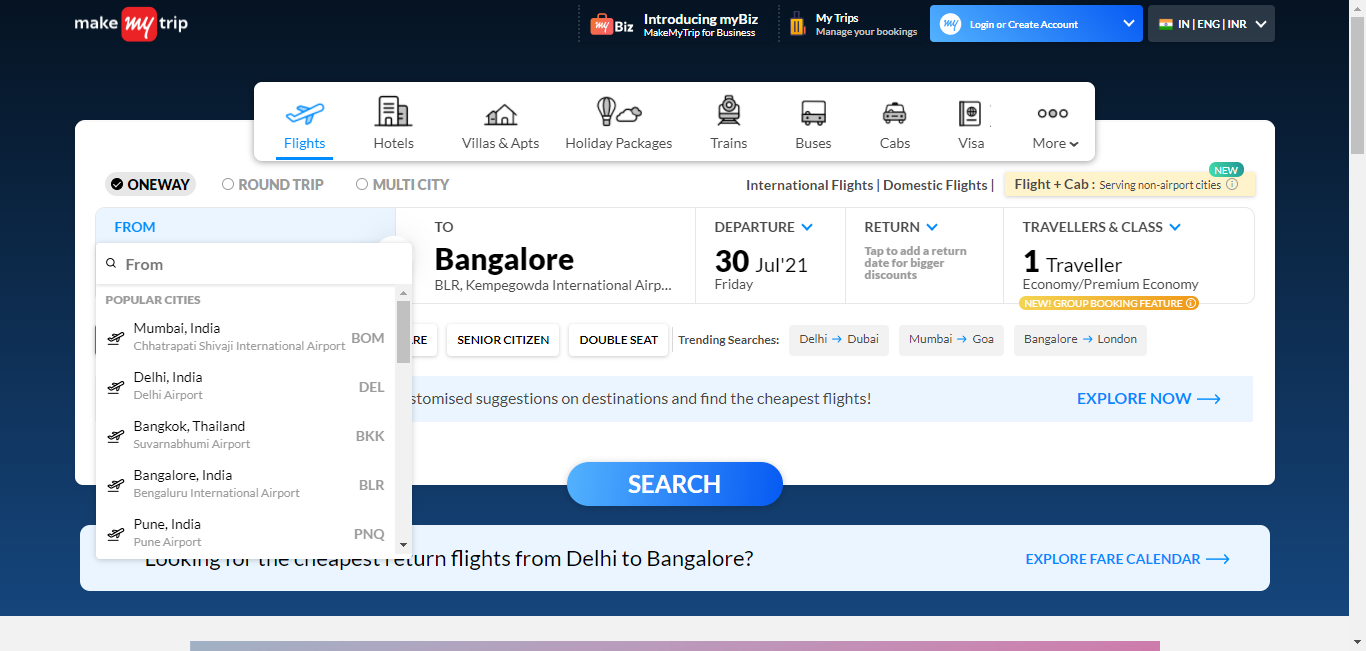 make my trip
my Biz
Introducing myBiz
MakeMyTrip for Business
My Trips
Manage your bookings
my Login or Create Account
IN | ENG | INR
Flights
Hotels
Villas & Apts
Holiday Packages
Trains
Buses
Cabs
Visa
More
ONEWAY
ROUND TRIP
MULTI CITY
International Flights | Domestic Flights |
NEW
Flight + Cab : Serving non-airport cities
FROM
From
POPULAR CITIES
Mumbai, India
Chhatrapati Shivaji International Airport
BOM
Delhi, India
Delhi Airport
DEL
Bangkok, Thailand
Suvarnabhumi Airport
BKK
Bangalore, India
Bengaluru International Airport
BLR
Pune, India
Pune Airport
PNQ
TO
Bangalore
BLR, Kempegowda International Airp...
DEPARTURE
30 Jul'21
Friday
RETURN
Tap to add a return
date for bigger
discounts
TRAVELLERS & CLASS
1 Traveller
Economy/Premium Economy
NEW! GROUP BOOKING FEATURE
RE
SENIOR CITIZEN
DOUBLE SEAT
Trending Searches:
Delhi → Dubai
Mumbai → Goa
Bangalore → London
stomised suggestions on destinations and find the cheapest flights!
EXPLORE NOW
SEARCH
Looking for the cheapest return flights from Delhi to Bangalore?
EXPLORE FARE CALENDAR